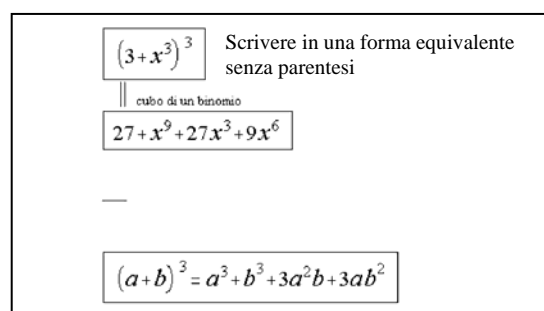 (3+x³)³
Scrivere in una forma equivalente
senza parentesi
cubo di un binomio
27+x⁹+27x³+9x⁶
(a+b)³=a³+b³+3a²b+3ab²